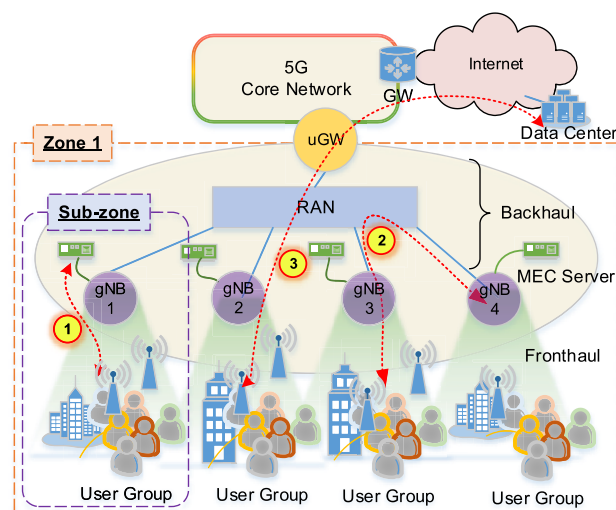 5G
Core Network
GW
Internet
Data Center
uGW
Zone 1
RAN
Backhaul
Sub-zone
2
3
MEC Server
gNB
1
gNB
2
gNB
3
gNB
4
1
Fronthaul
User Group
User Group
User Group
User Group